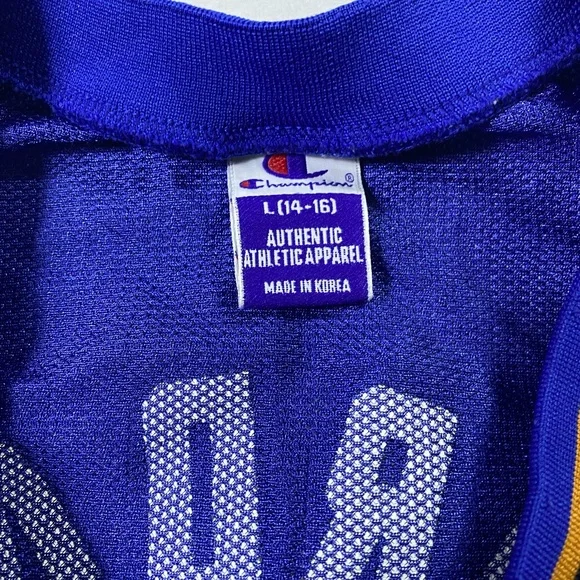 Champion®
L (14-16)
AUTHENTIC
ATHLETIC APPAREL
MADE IN KOREA